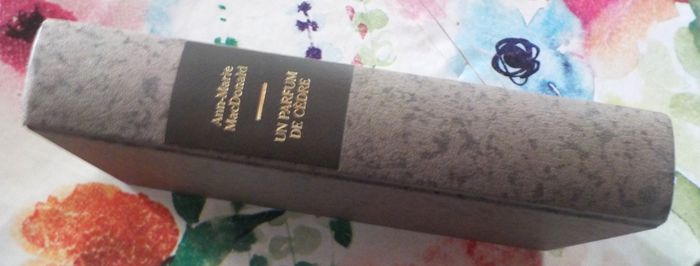 Ann-Marie
MacDonald
UN PARFUM
DE CÈDRE